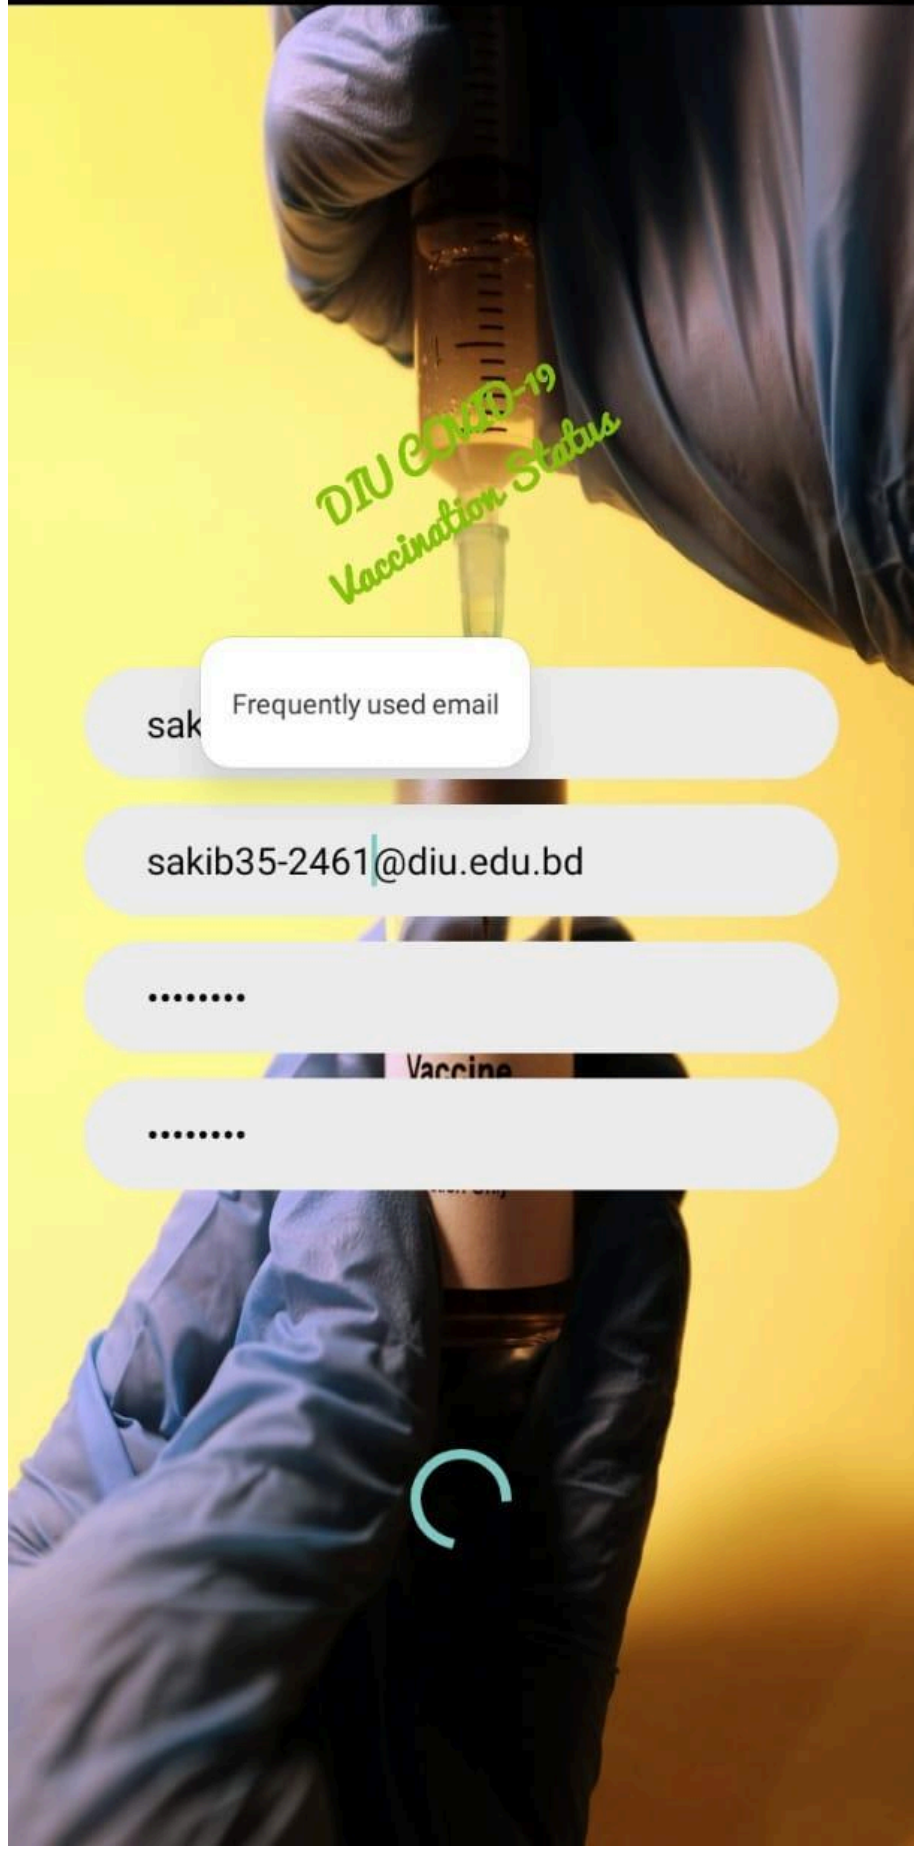 DIU COVID-19
Vaccination Status
Frequently used email
sak
sakib35-2461@diu.edu.bd
••••••••
Vaccine
••••••••